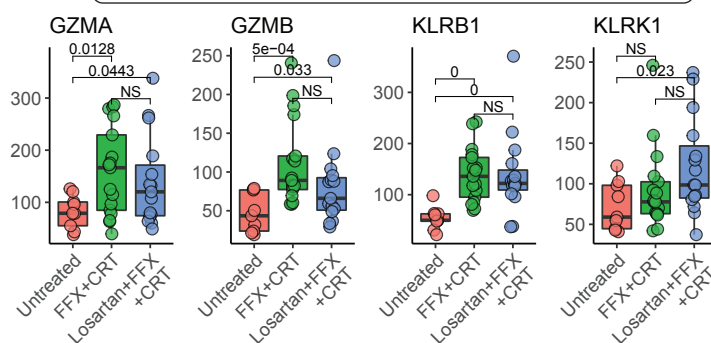 GZMA
0.0128
0.0443
NS
300
200
100
Untreated
FFX+CRT
Losartan+FFX
+CRT
GZMB
5e−04
0.033
NS
250
200
150
100
50
Untreated
FFX+CRT
Losartan+FFX
+CRT
KLRB1
0
0
NS
300
200
100
Untreated
FFX+CRT
Losartan+FFX
+CRT
KLRK1
NS
0.023
NS
250
200
150
100
50
Untreated
FFX+CRT
Losartan+FFX
+CRT